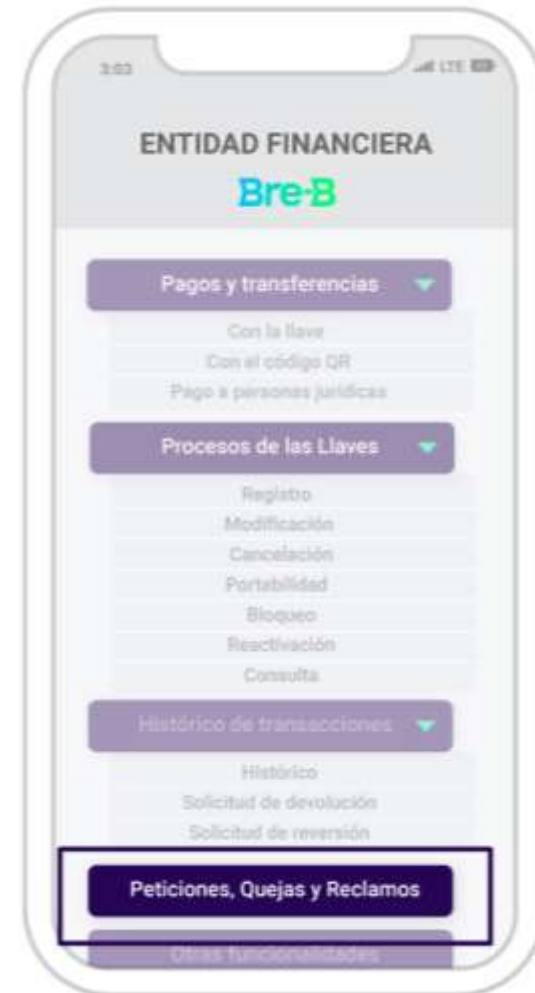 3:03
LTE
ENTIDAD FINANCIERA
Bre-B
Pagos y transferencias
Con la llave
Con el código QR
Pago a personas jurídicas
Procesos de las Llaves
Registro
Modificación
Cancelación
Portabilidad
Bloqueo
Reactivación
Consulta
Histórico de transacciones
Histórico
Solicitud de devolución
Solicitud de reversión
Peticiones, Quejas y Reclamos
Otras funcionalidades